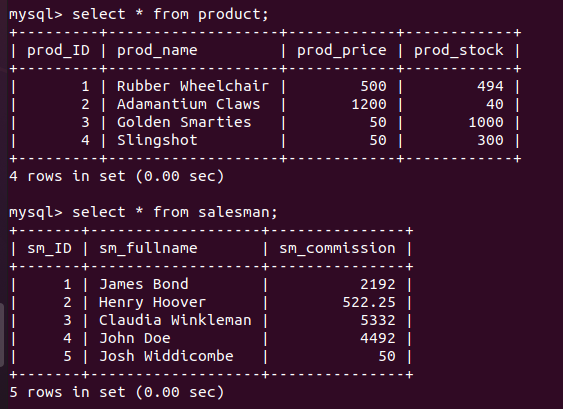 mysql> select * from product;
+---------+-------------------+------------+------------+
| prod_ID | prod_name         | prod_price | prod_stock |
+---------+-------------------+------------+------------+
|       1 | Rubber Wheelchair |        500 |        494 |
|       2 | Adamantium Claws  |       1200 |         40 |
|       3 | Golden Smarties   |         50 |       1000 |
|       4 | Slingshot         |         50 |        300 |
+---------+-------------------+------------+------------+
4 rows in set (0.00 sec)
mysql> select * from salesman;
+-------+-------------------+---------------+
| sm_ID | sm_fullname       | sm_commission |
+-------+-------------------+---------------+
|     1 | James Bond        |          2192 |
|     2 | Henry Hoover      |        522.25 |
|     3 | Claudia Winkleman |          5332 |
|     4 | John Doe          |          4492 |
|     5 | Josh Widdicombe   |            50 |
+-------+-------------------+---------------+
5 rows in set (0.00 sec)